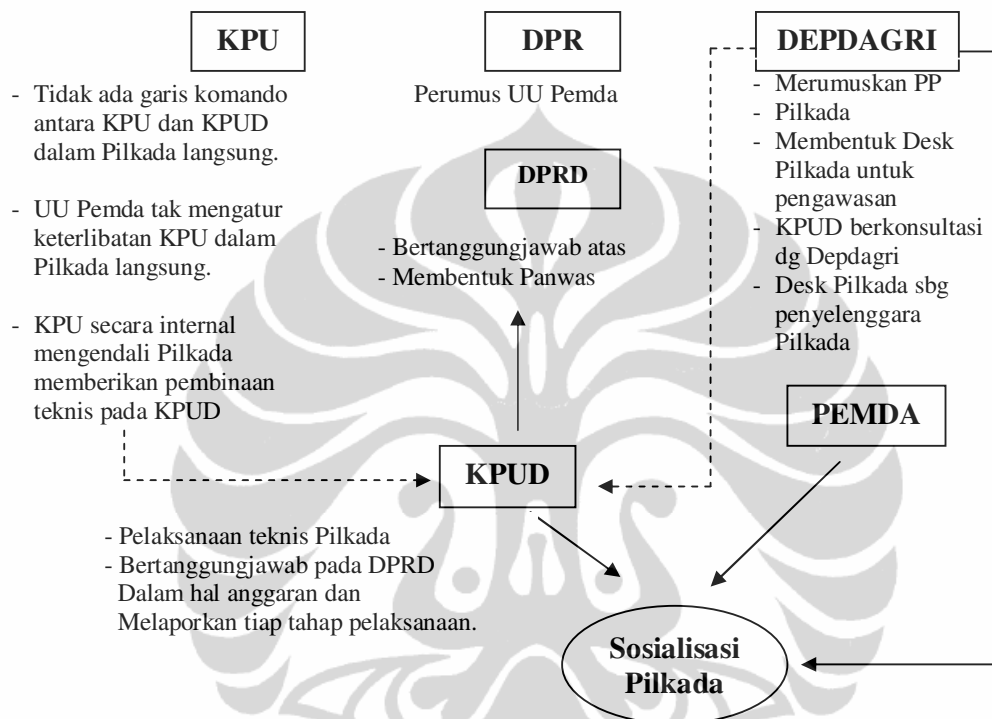 KPU
DPR
DEPDAGRI
- Tidak ada garis komando
antara KPU dan KPUD
dalam Pilkada langsung.
- UU Pemda tak mengatur
keterlibatan KPU dalam
Pilkada langsung.
- KPU secara internal
mengendali Pilkada
memberikan pembinaan
teknis pada KPUD
Perumus UU Pemda
DPRD
- Bertanggungjawab atas
- Membentuk Panwas
- Merumuskan PP
- Pilkada
- Membentuk Desk
Pilkada untuk
pengawasan
- KPUD berkonsultasi
dg Depdagri
- Desk Pilkada sbg
penyelenggara
Pilkada
PEMDA
KPUD
- Pelaksanaan teknis Pilkada
- Bertanggungjawab pada DPRD
Dalam hal anggaran dan
Melaporkan tiap tahap pelaksanaan.
Sosialisasi
Pilkada